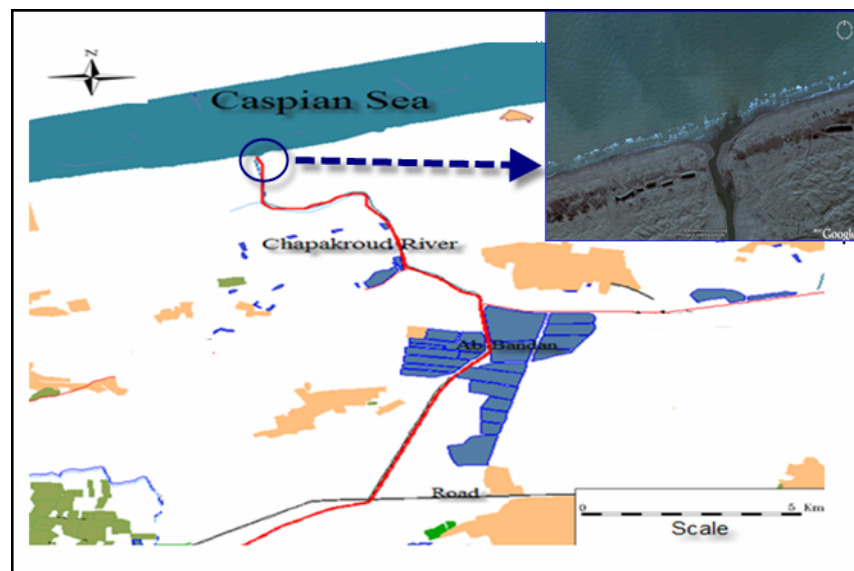 N
Caspian Sea
Google
Chapakroud River
Ab-Bandan
Road
0 5 Km
Scale